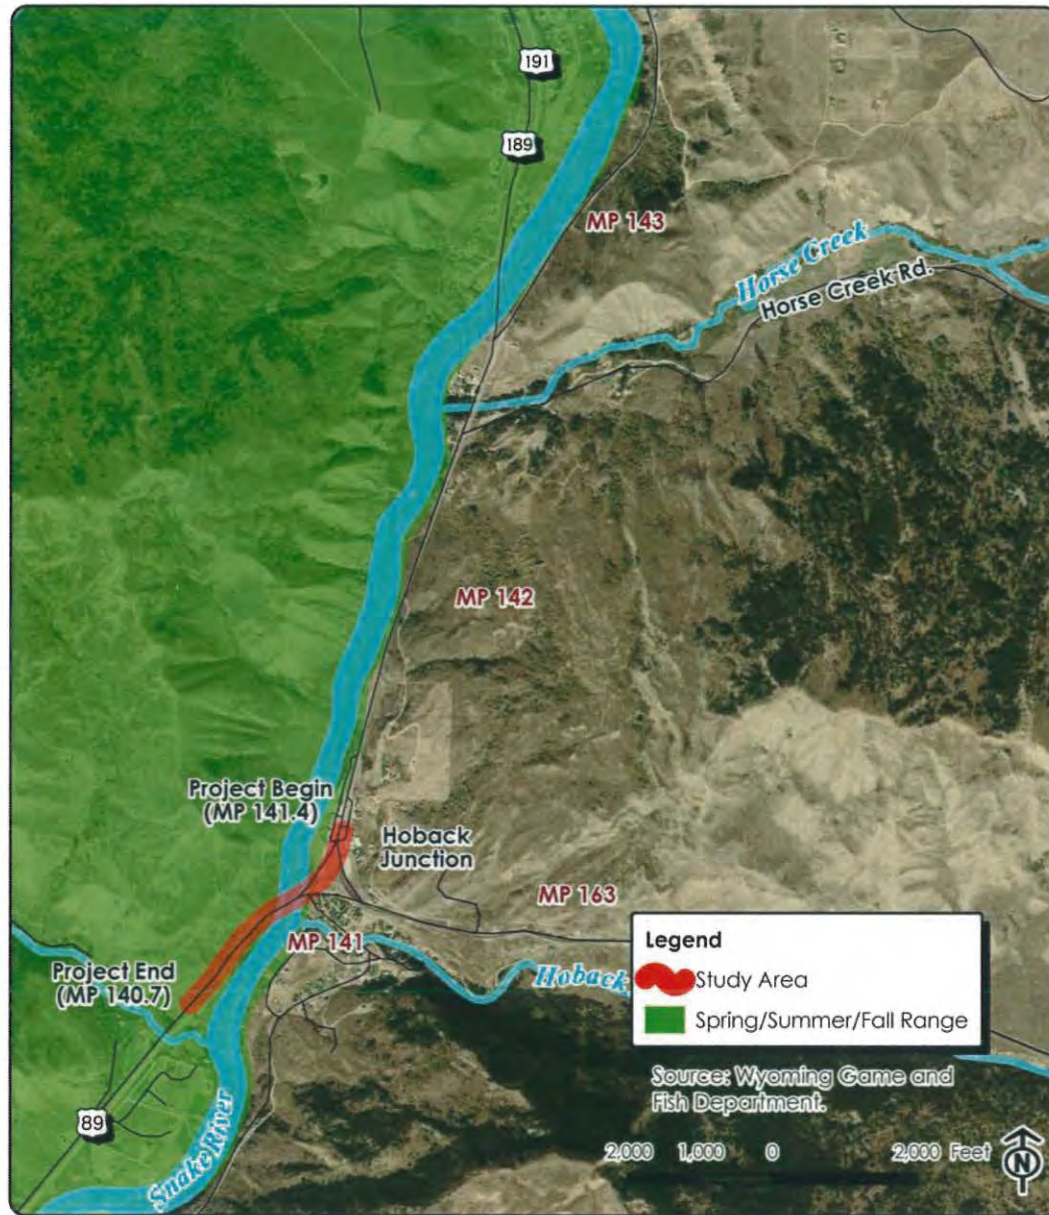 191
189
MP 143
Horse Creek
Horse Creek Rd.
MP 142
Project Begin
(MP 141.4)
Hoback
Junction
MP 163
MP 141
Project End
(MP 140.7)
Hoback
89
Snake River
Legend
Study Area
Spring/Summer/Fall Range
Source: Wyoming Game and
Fish Department.
2,000 1,000 0 2,000 Feet
N